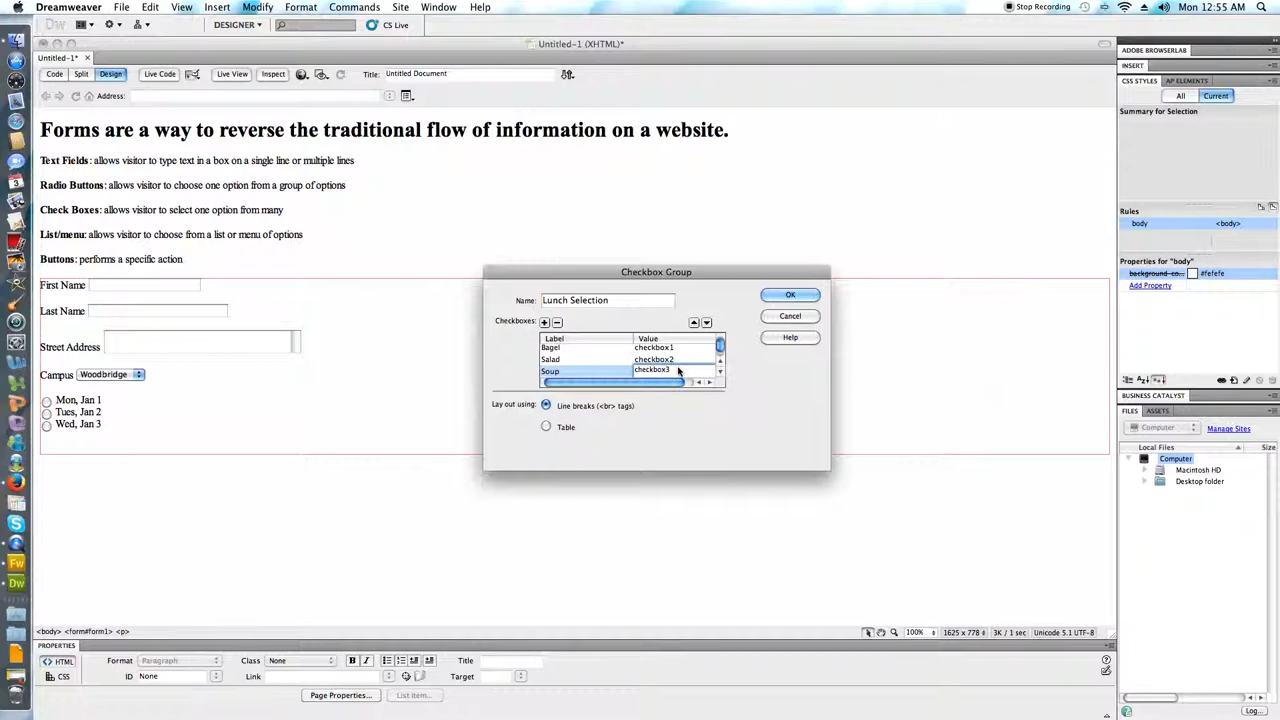 Dreamweaver File Edit View Insert Modify Format Commands Site Window Help Stop Recording Mon 12:55 AM
Dw DESIGNER CS Live
Untitled-1 (XHTML)*
Untitled-1*
Code Split Design Live Code Live View Inspect Title: Untitled Document
Address:
Forms are a way to reverse the traditional flow of information on a website.
Text Fields: allows visitor to type text in a box on a single line or multiple lines
Radio Buttons: allows visitor to choose one option from a group of options
Check Boxes: allows visitor to select one option from many
List/menu: allows visitor to choose from a list or menu of options
Buttons: performs a specific action
First Name
Last Name
Street Address
Campus Woodbridge
Mon, Jan 1
Tues, Jan 2
Wed, Jan 3
Checkbox Group
Name: Lunch Selection
OK
Checkboxes:
Cancel
Label Value
Help
Bagel checkbox1
Salad checkbox2
Soup checkbox3
Lay out using: Line breaks (<br> tags)
Table
ADOBE BROWSERLAB
INSERT
CSS STYLES AP ELEMENTS
All Current
Summary for Selection
Rules
body <body>
Properties for "body"
background-co... #fefefe
Add Property
BUSINESS CATALYST
FILES ASSETS
Computer Manage Sites
Local Files Size
Computer
Macintosh HD
Desktop folder
Log...
<body> <form#form1> <p> 100% 1625 x 778 3K / 1 sec Unicode 5.1 UTF-8
PROPERTIES
HTML Format Paragraph Class None B I Title
CSS ID None Link Target
Page Properties... List Item...